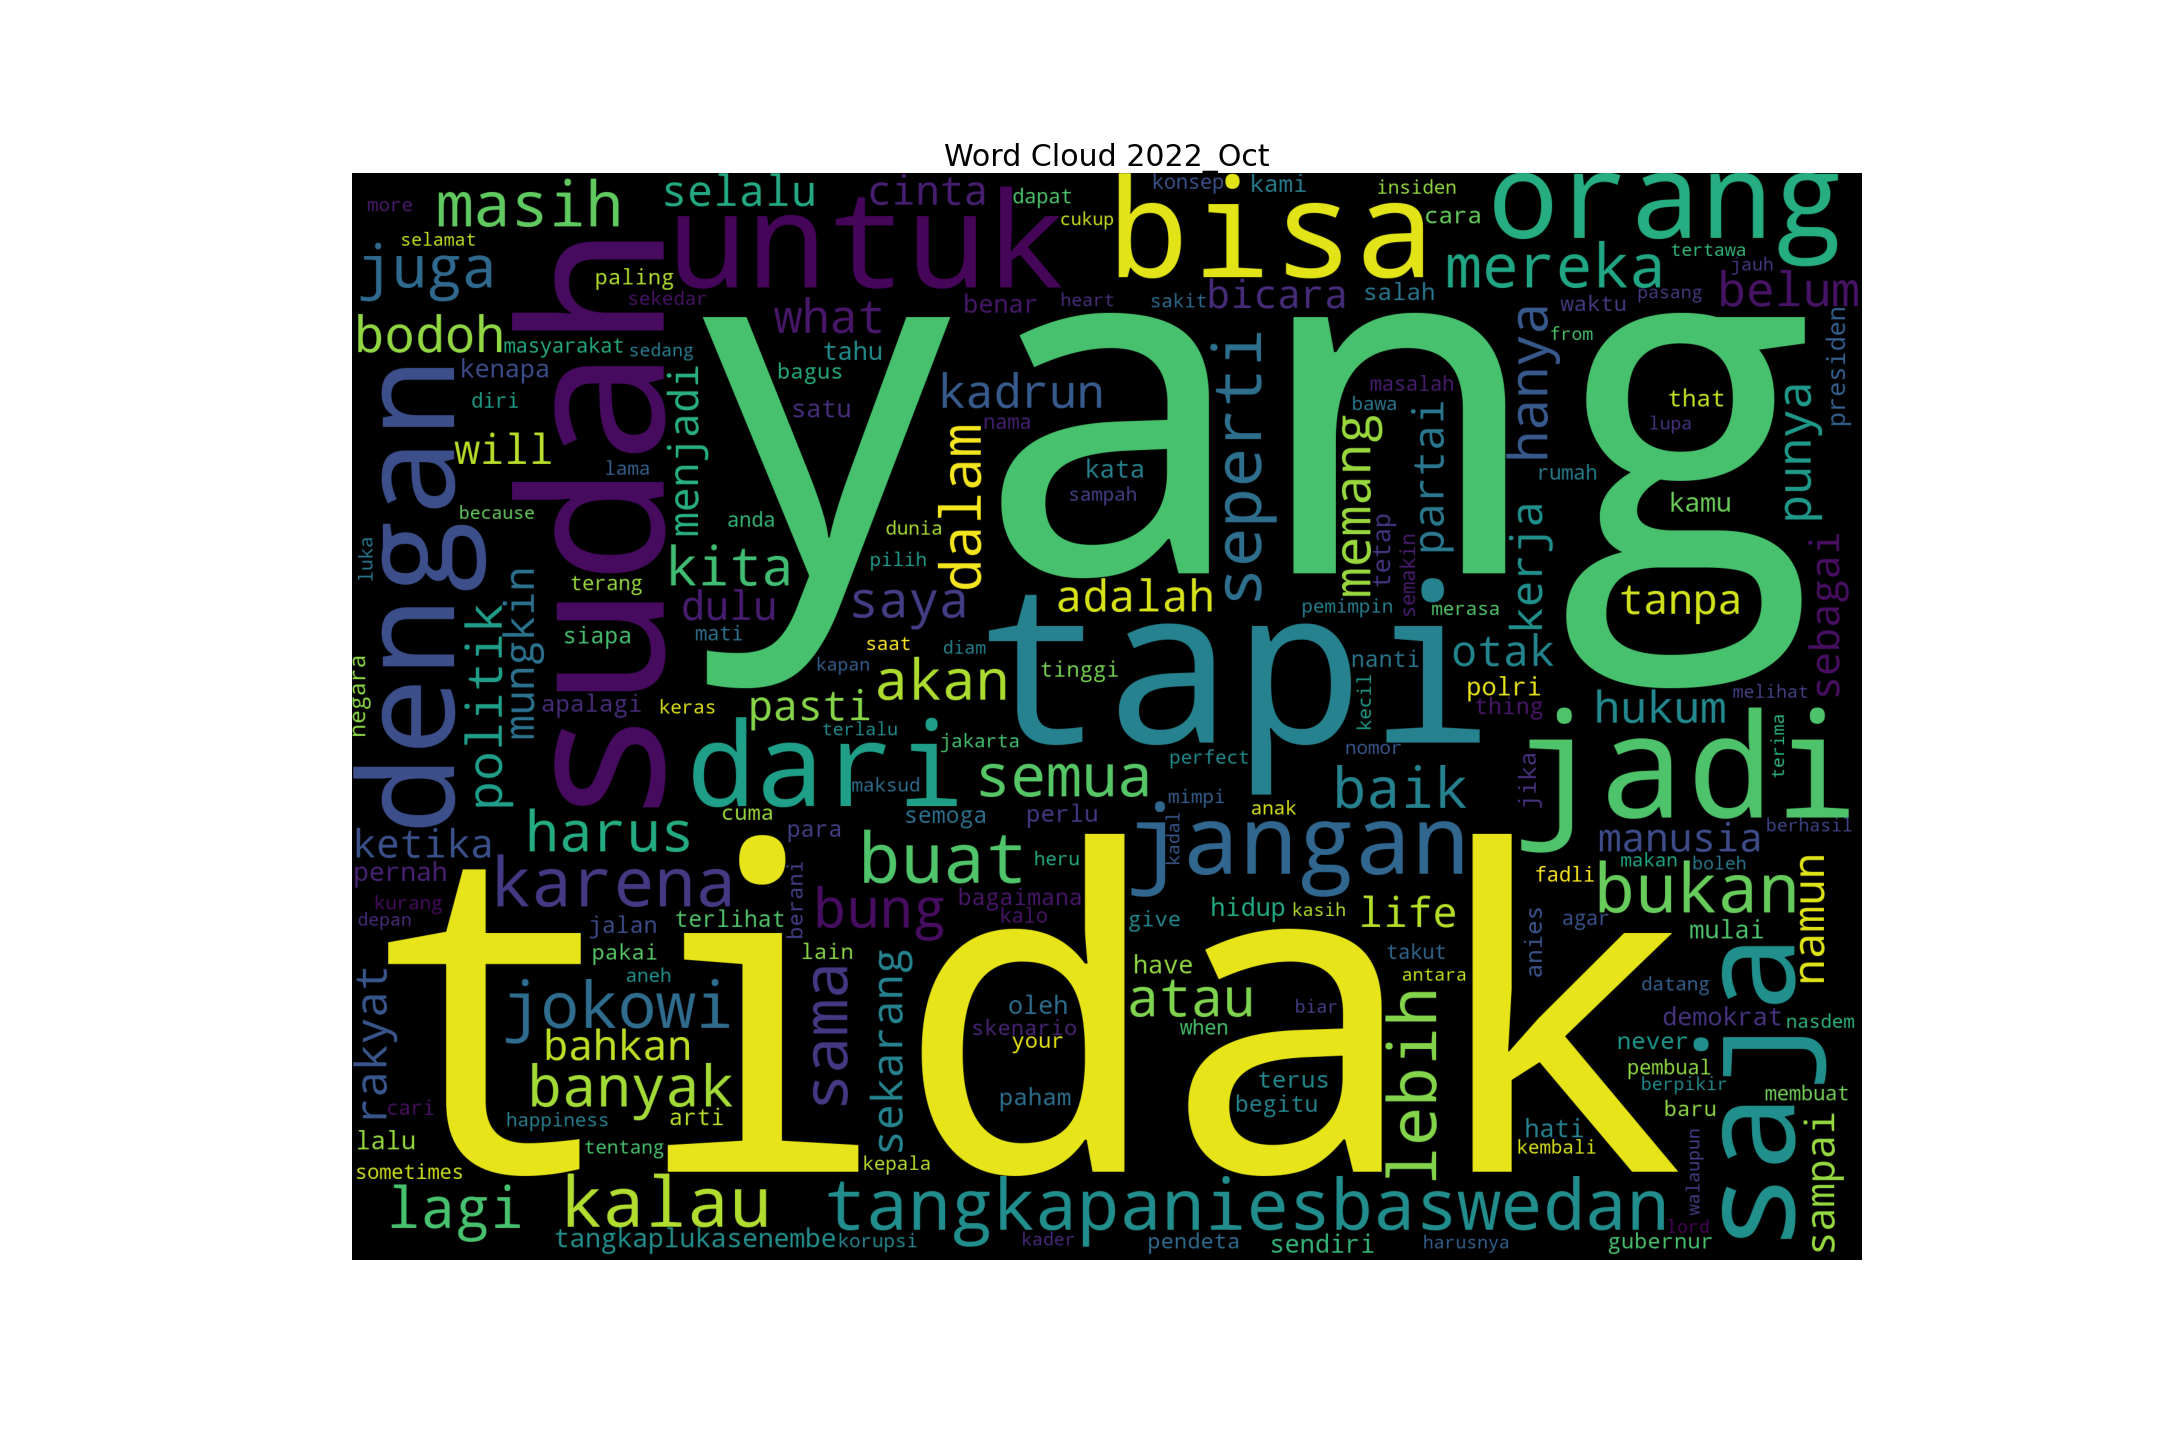 Word Cloud 2022_Oct
more
masih
selalu
cinta
dapat
konsep
kami
insiden
orang
selamat
juga
sudah
untuk
cukup
bisa
cara
mereka
tertawa
jauh
paling
sekedar
what
benar
heart
sakit
bicara
salah
hanya
waktu
pasang
belum
bodoh
masyarakat
sedang
tahu
yang
seperti
from
presiden
kenapa
bagus
kadrun
masalah
dengan
diri
menjadi
satu
nama
bawa
partai
that
punya
lupa
will
lama
dalam
kata
memang
rumah
because
anda
sampah
kamu
luka
dunia
tetap
kerja
kita
pilih
semakin
sebagai
mungkin
terang
dulu
saya
adalah
pemimpin
merasa
tanpa
politik
siapa
mati
saat
diam
tapi
otak
negara
apalagi
keras
kapan
akan
tinggi
nanti
kecil
polri
thing
hukum
melihat
pasti
terlalu
jakarta
dari
semua
perfect
nomor
baik
jika
jadi
terima
maksud
mimpi
ketika
harus
cuma
para
semoga
perlu
anak
manusia
berhasil
pernah
karena
tidak
buat
heru
kadal
jangan
fadli
makan
boleh
bukan
namun
kurang
depan
jalan
terlihat
berani
bung
bagaimana
kalo
give
hidup
kasih
life
anies
agar
mulai
rakyat
pakai
aneh
lain
sama
sekarang
have
takut
antara
datang
saja
jokowi
oleh
atau
biar
lebih
skenario
when
demokrat
nasdem
bahkan
your
never
banyak
paham
terus
begitu
pembual
berpikir
membuat
cari
happiness
arti
baru
sampai
lalu
tentang
hati
kembali
walaupun
sometimes
kepala
lagi
kalau
tangkapaniesbaswedan
lord
tangkaplukasenembe
korupsi
kader
pendeta
sendiri
harusnya
gubernur